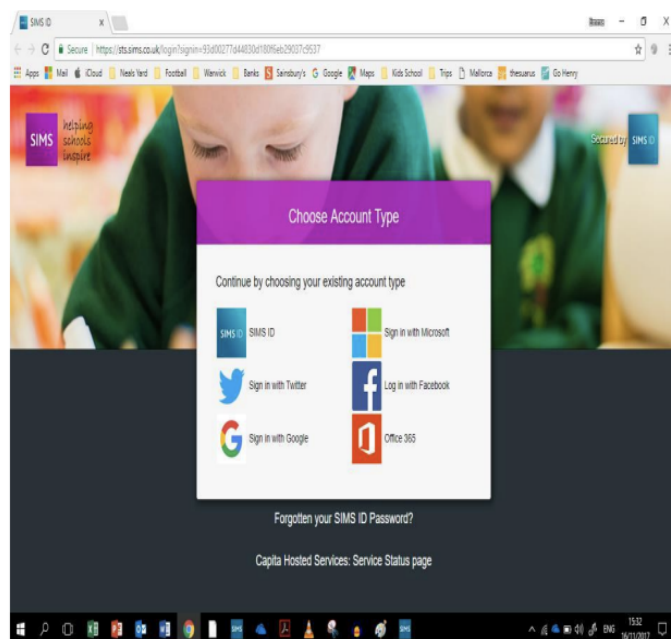 SIMS ID
Secure | https://sts.sims.co.uk/login?signin=93d00277d44830d180f6eb29037c9537
Apps Mail iCloud Neals Yard Football Warwick Banks Sainsbury's Google Maps Kids School Trips Mallorca thesuarus Go Henry
SIMS
helping
schools
inspire
Secured by SIMS ID
Choose Account Type
Continue by choosing your existing account type
SIMS ID SIMS ID
Sign in with Microsoft
Sign in with Twitter
Log in with Facebook
Sign in with Google
Office 365
Forgotten your SIMS ID Password?
Capita Hosted Services: Service Status page
ENG
15:32
16/11/2017